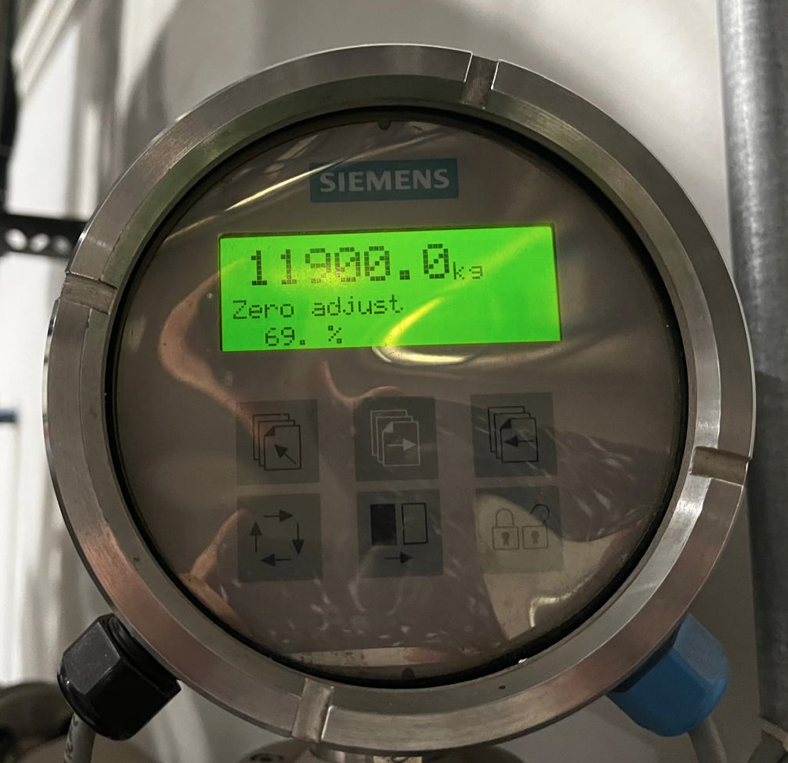 SIEMENS
11900.0kg
Zero adjust
69. %